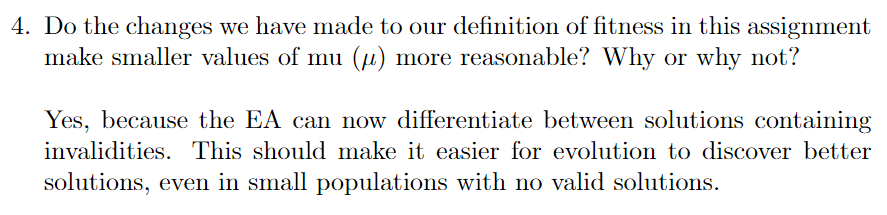 4. Do the changes we have made to our definition of fitness in this assignment
make smaller values of mu (μ) more reasonable? Why or why not?
Yes, because the EA can now differentiate between solutions containing
invalidities. This should make it easier for evolution to discover better
solutions, even in small populations with no valid solutions.